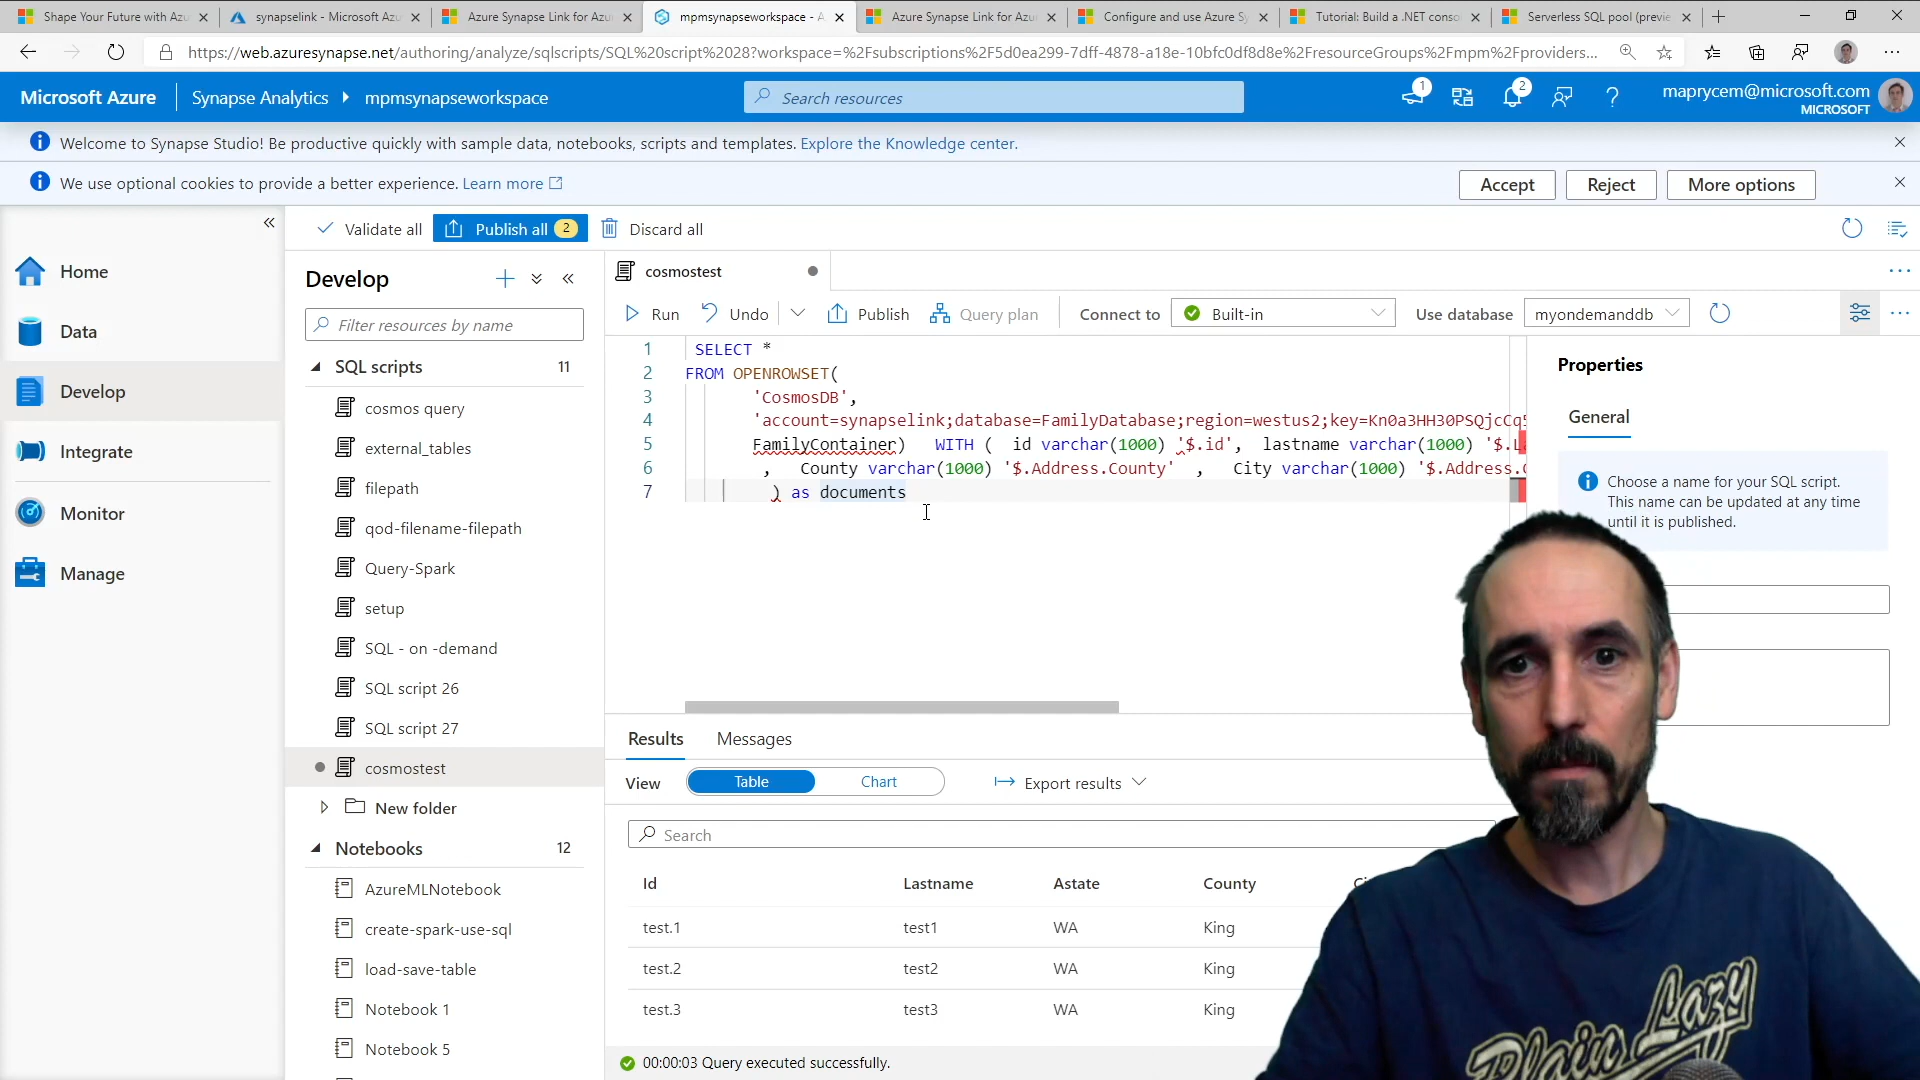 Shape Your Future with Azu
synapselink - Microsoft Azu
Azure Synapse Link for Azu
mpmsynapseworkspace - A
Azure Synapse Link for Azu
Configure and use Azure Sy
Tutorial: Build a .NET conso
Serverless SQL pool (previe
https://web.azuresynapse.net/authoring/analyze/sqlscripts/SQL%20script%2028?workspace=%2Fsubscriptions%2F5d0ea299-7dff-4878-a18e-10bfc0df8d8e%2FresourceGroups%2Fmpm%2Fproviders...
Microsoft Azure
Synapse Analytics
mpmsynapseworkspace
Search resources
1
2
maprycem@microsoft.com
MICROSOFT
Welcome to Synapse Studio! Be productive quickly with sample data, notebooks, scripts and templates. Explore the Knowledge center.
We use optional cookies to provide a better experience. Learn more
Accept
Reject
More options
Validate all
Publish all 2
Discard all
Home
Data
Develop
Integrate
Monitor
Manage
Develop
Filter resources by name
SQL scripts 11
cosmos query
external_tables
filepath
qod-filename-filepath
Query-Spark
setup
SQL - on -demand
SQL script 26
SQL script 27
cosmostest
New folder
Notebooks 12
AzureMLNotebook
create-spark-use-sql
load-save-table
Notebook 1
Notebook 5
cosmostest
Run
Undo
Publish
Query plan
Connect to
Built-in
Use database
myondemanddb
1 SELECT *
2 FROM OPENROWSET(
3 'CosmosDB',
4 'account=synapselink;database=FamilyDatabase;region=westus2;key=Kn0a3HH30PSQjcCq5
5 FamilyContainer) WITH ( id varchar(1000) '$.id', lastname varchar(1000) '$.La
6 , County varchar(1000) '$.Address.County' , City varchar(1000) '$.Address.C
7 ) as documents
Properties
General
Choose a name for your SQL script.
This name can be updated at any time
until it is published.
Results
Messages
View
Table
Chart
Export results
Search
Id Lastname Astate County
test.1 test1 WA King
test.2 test2 WA King
test.3 test3 WA King
00:00:03 Query executed successfully.
Plain Lazy